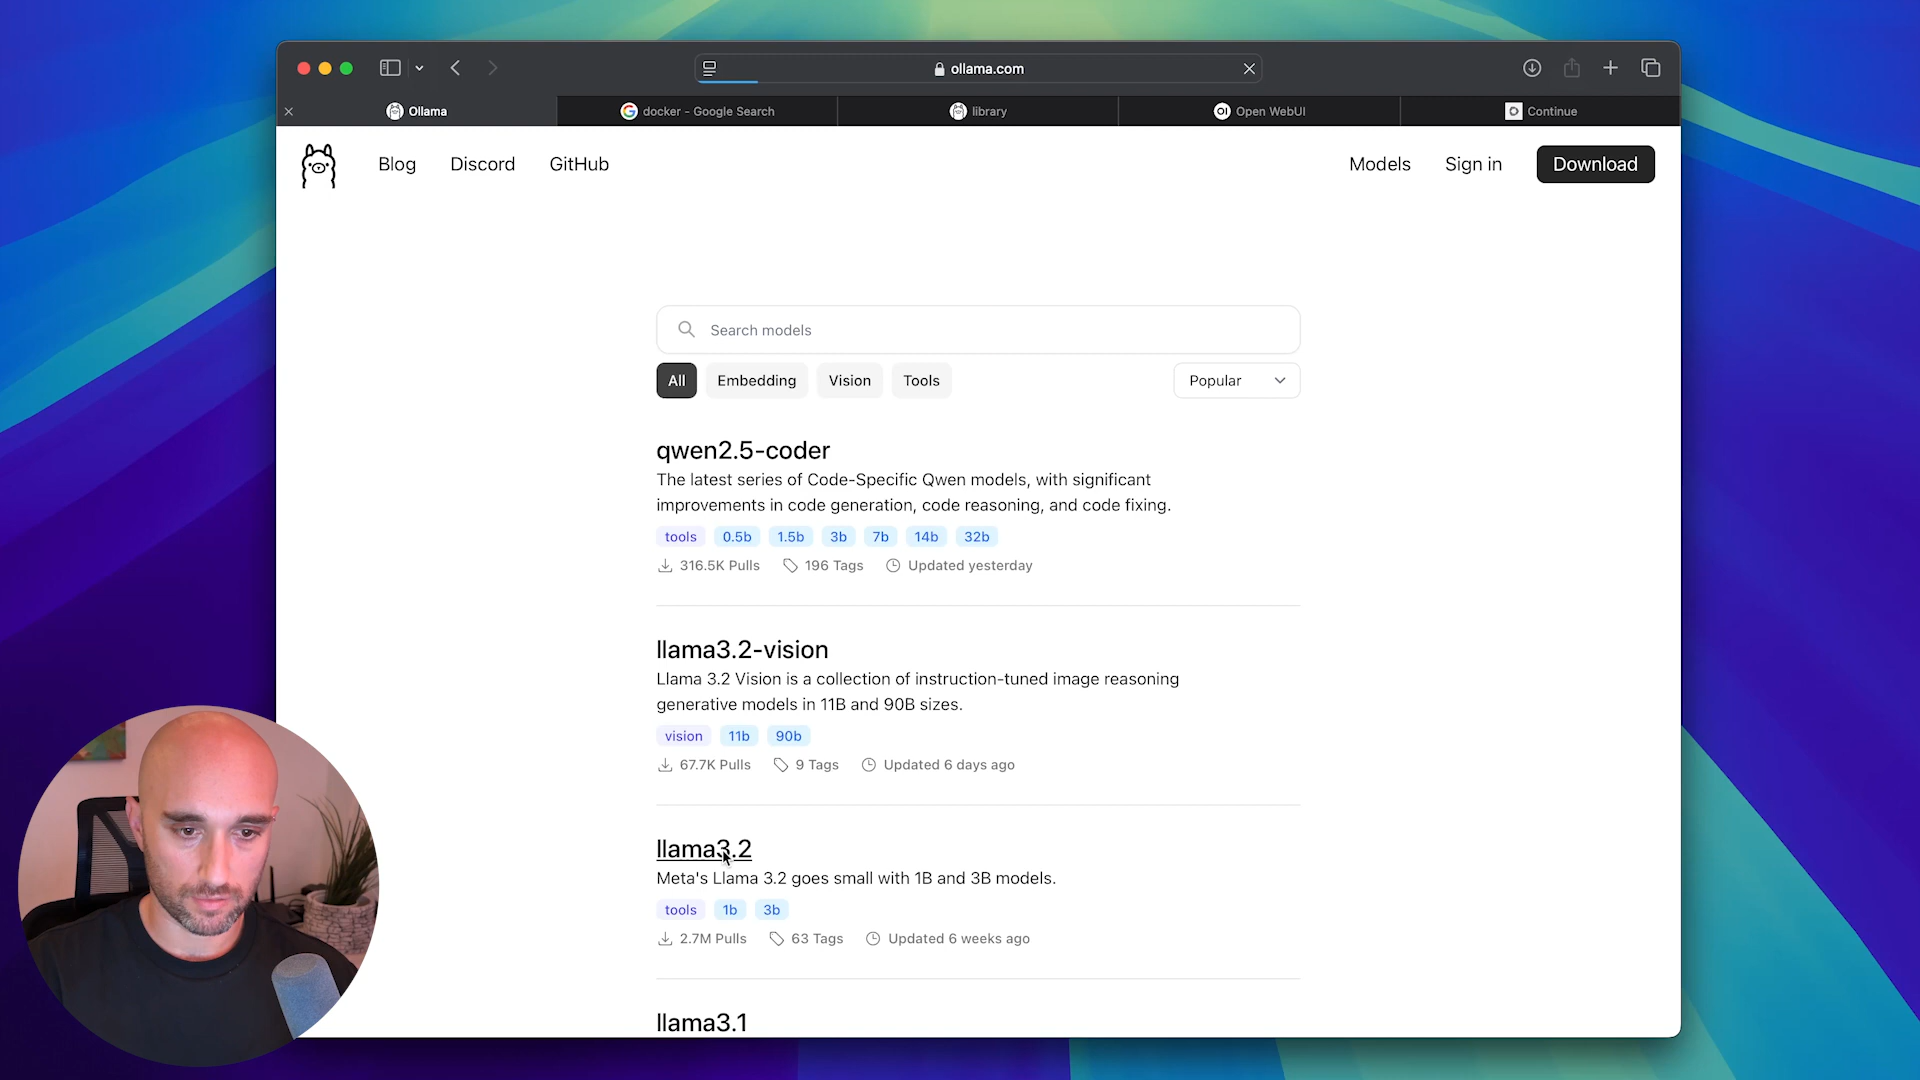 ollama.com
Ollama
docker - Google Search
library
OI Open WebUI
Continue
Blog
Discord
GitHub
Models
Sign in
Download
Search models
All
Embedding
Vision
Tools
Popular
qwen2.5-coder
The latest series of Code-Specific Qwen models, with significant
improvements in code generation, code reasoning, and code fixing.
tools 0.5b 1.5b 3b 7b 14b 32b
316.5K Pulls 196 Tags Updated yesterday
llama3.2-vision
Llama 3.2 Vision is a collection of instruction-tuned image reasoning
generative models in 11B and 90B sizes.
vision 11b 90b
67.7K Pulls 9 Tags Updated 6 days ago
llama3.2
Meta's Llama 3.2 goes small with 1B and 3B models.
tools 1b 3b
2.7M Pulls 63 Tags Updated 6 weeks ago
llama3.1